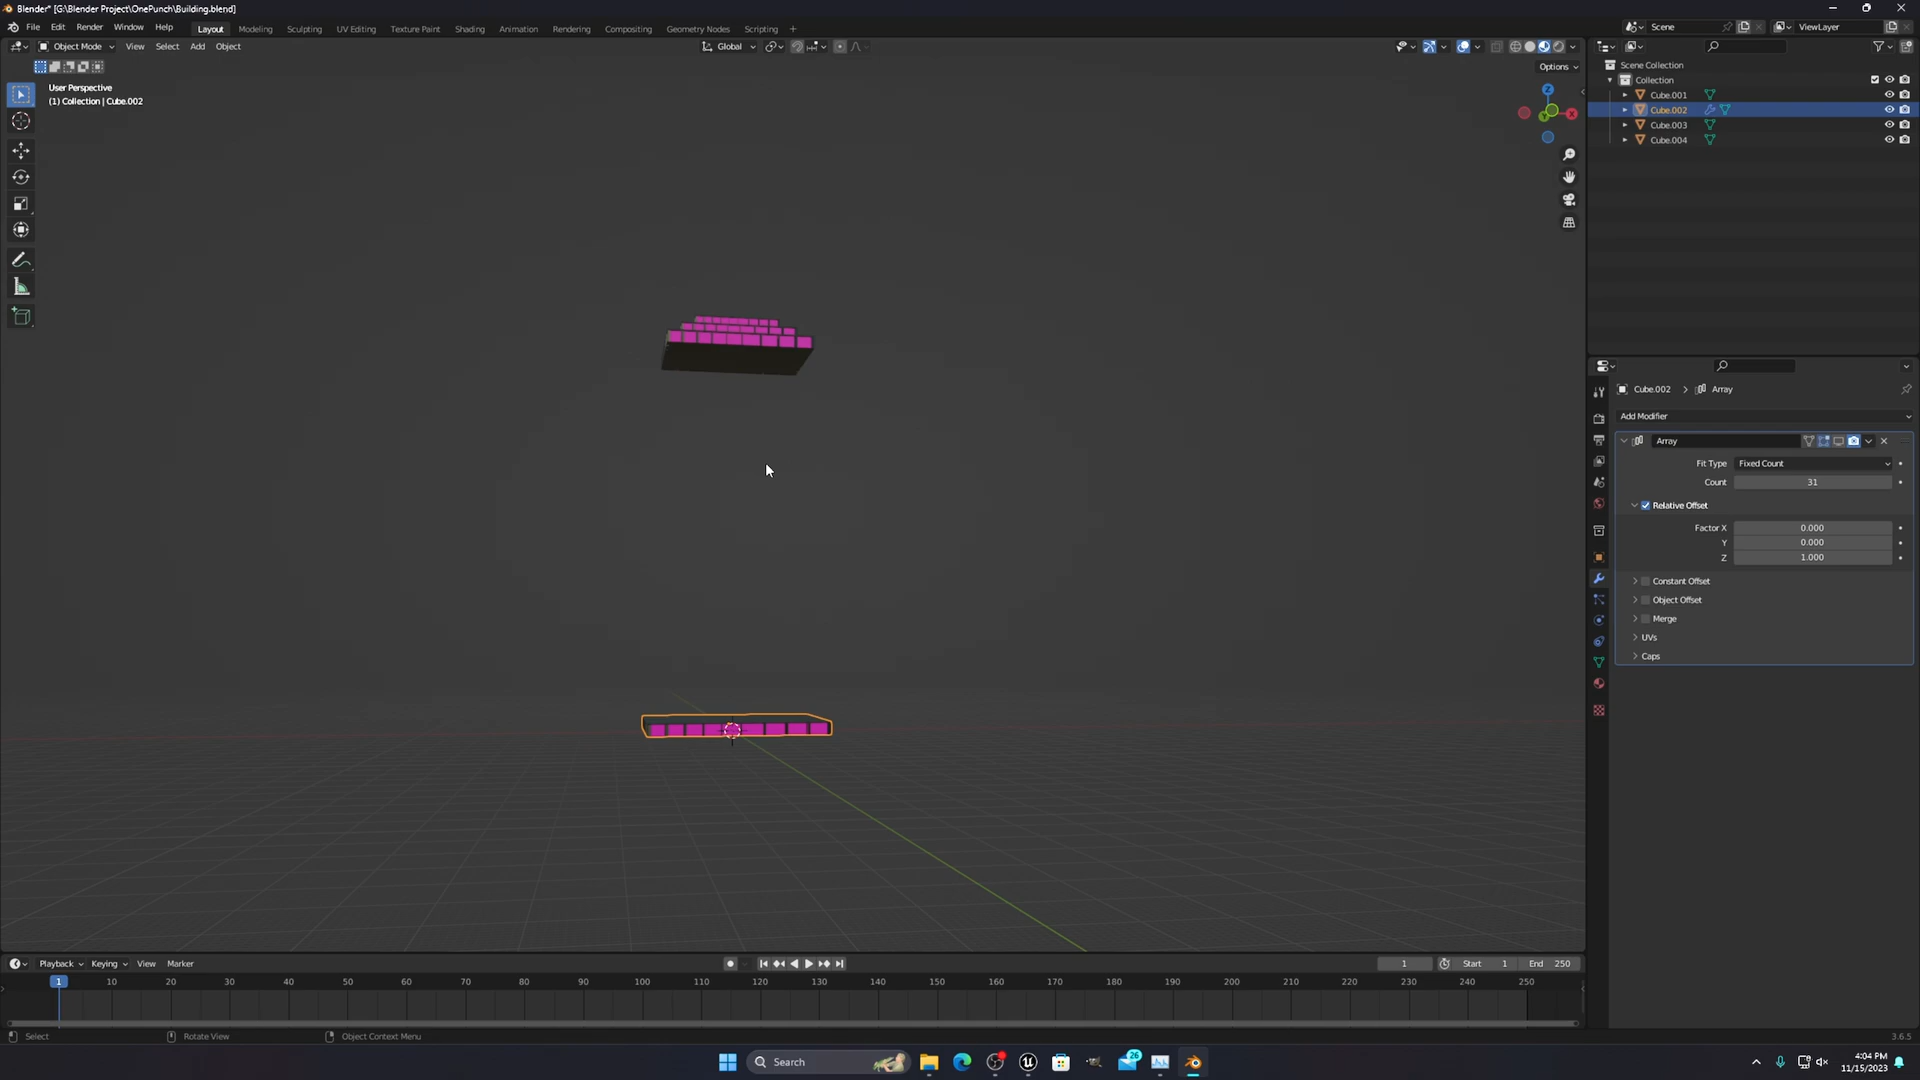 Blender* [G:\Blender Project\OnePunch\Building.blend]
File Edit Render Window Help Layout Modeling Sculpting UV Editing Texture Paint Shading Animation Rendering Compositing Geometry Nodes Scripting + Scene ViewLayer
Object Mode View Select Add Object Global
Options
User Perspective
(1) Collection | Cube.002
Z
X
Y
Scene Collection
Collection
Cube.001
Cube.002
Cube.003
Cube.004
Cube.002 > Array
Add Modifier
Array
Fit Type Fixed Count
Count 31
Relative Offset
Factor X 0.000
Y 0.000
Z 1.000
Constant Offset
Object Offset
Merge
UVs
Caps
Playback Keying View Marker 1 Start 1 End 250
1 10 20 30 40 50 60 70 80 90 100 110 120 130 140 150 160 170 180 190 200 210 220 230 240 250
Select Rotate View Object Context Menu 3.6.5
Search 26
4:04 PM
11/15/2023